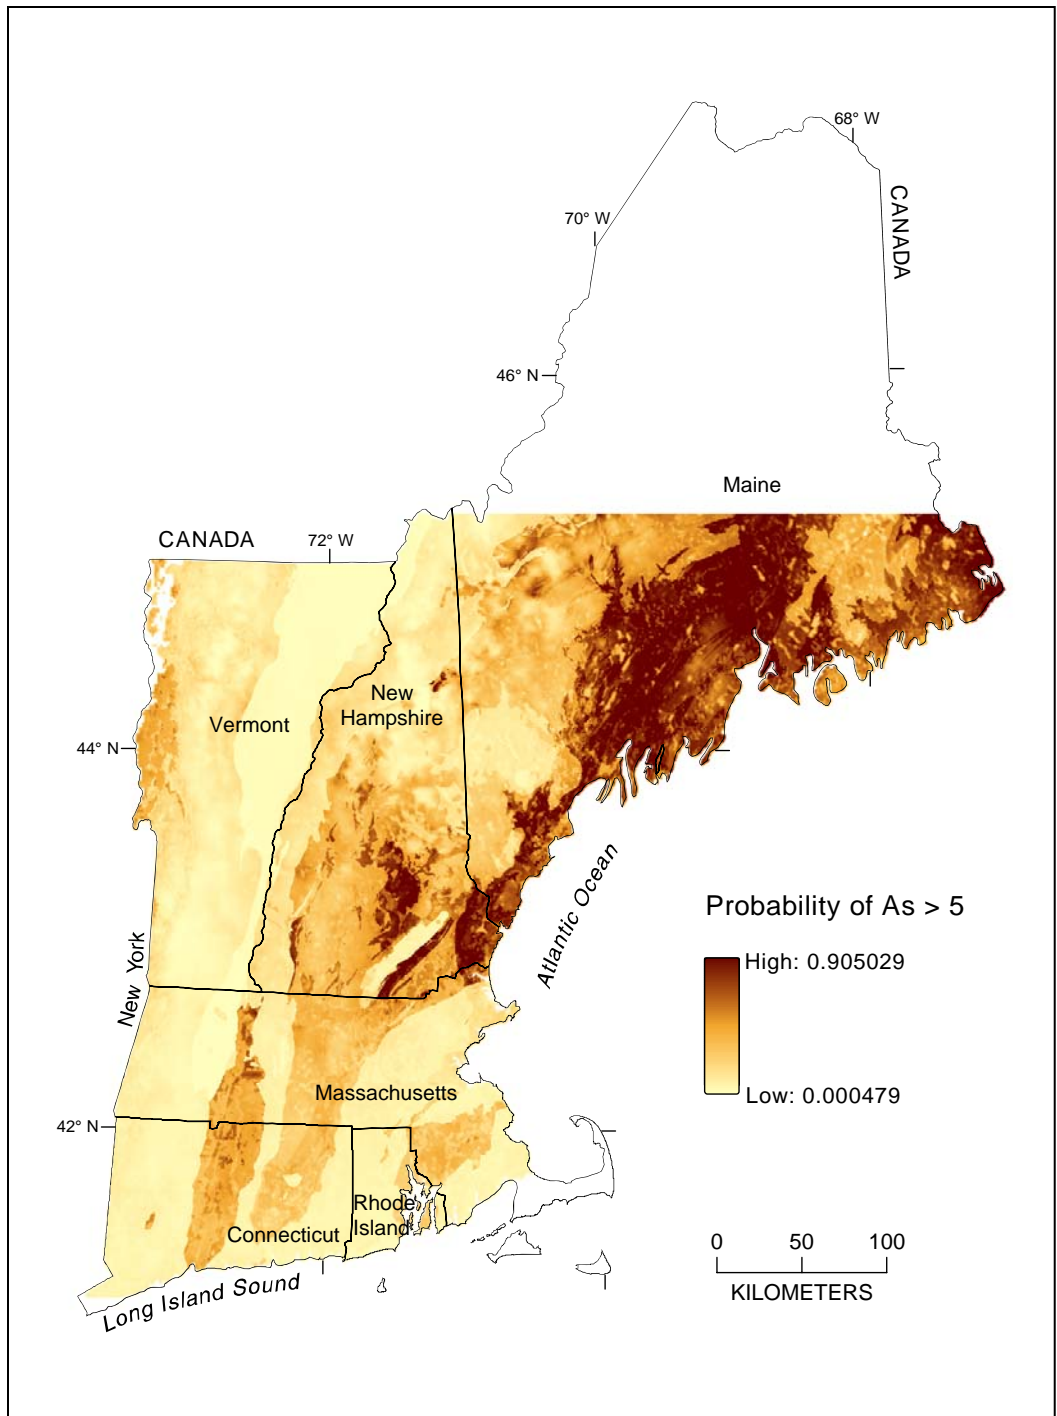 68° W
CANADA
70° W
46° N
Maine
CANADA
72° W
New
Hampshire
Vermont
44° N
Atlantic Ocean
Probability of As > 5
High: 0.905029
Low: 0.000479
New York
Massachusetts
42° N
Rhode
Island
Connecticut
Long Island Sound
0 50 100
KILOMETERS